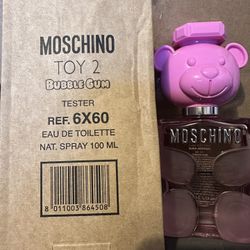 MOSCHINO
TOY 2
BUBBLE GUM
TESTER
REF. 6X60
EAU DE TOILETTE
NAT. SPRAY 100 ML
8 011003 864508 >
MOSCHINO